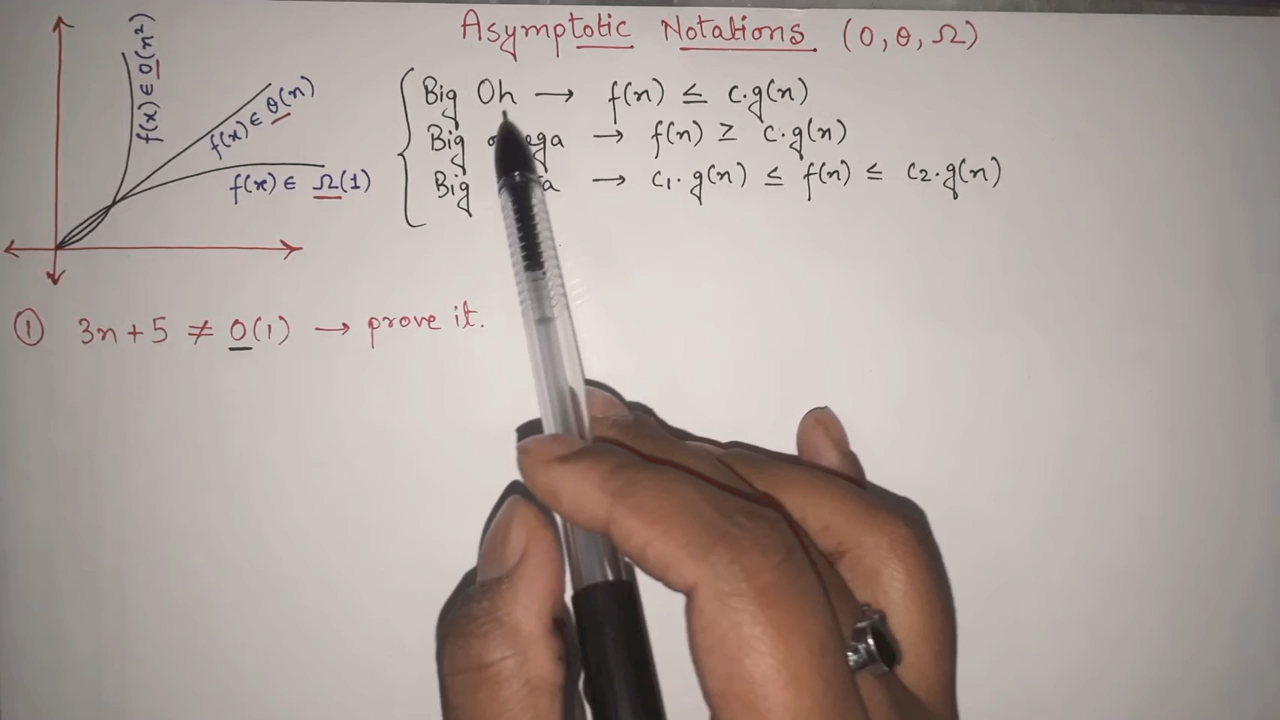 Asymptotic Notations (O, θ, Ω)
f(x) ∈ O(n²)
f(x) ∈ θ(n)
f(x) ∈ Ω(1)
Big Oh → f(n) ≤ c.g(n)
Big → f(n) ≥ c.g(n)
Big → c₁.g(n) ≤ f(n) ≤ c₂.g(n)
① 3n + 5 ≠ O(1) → prove it.